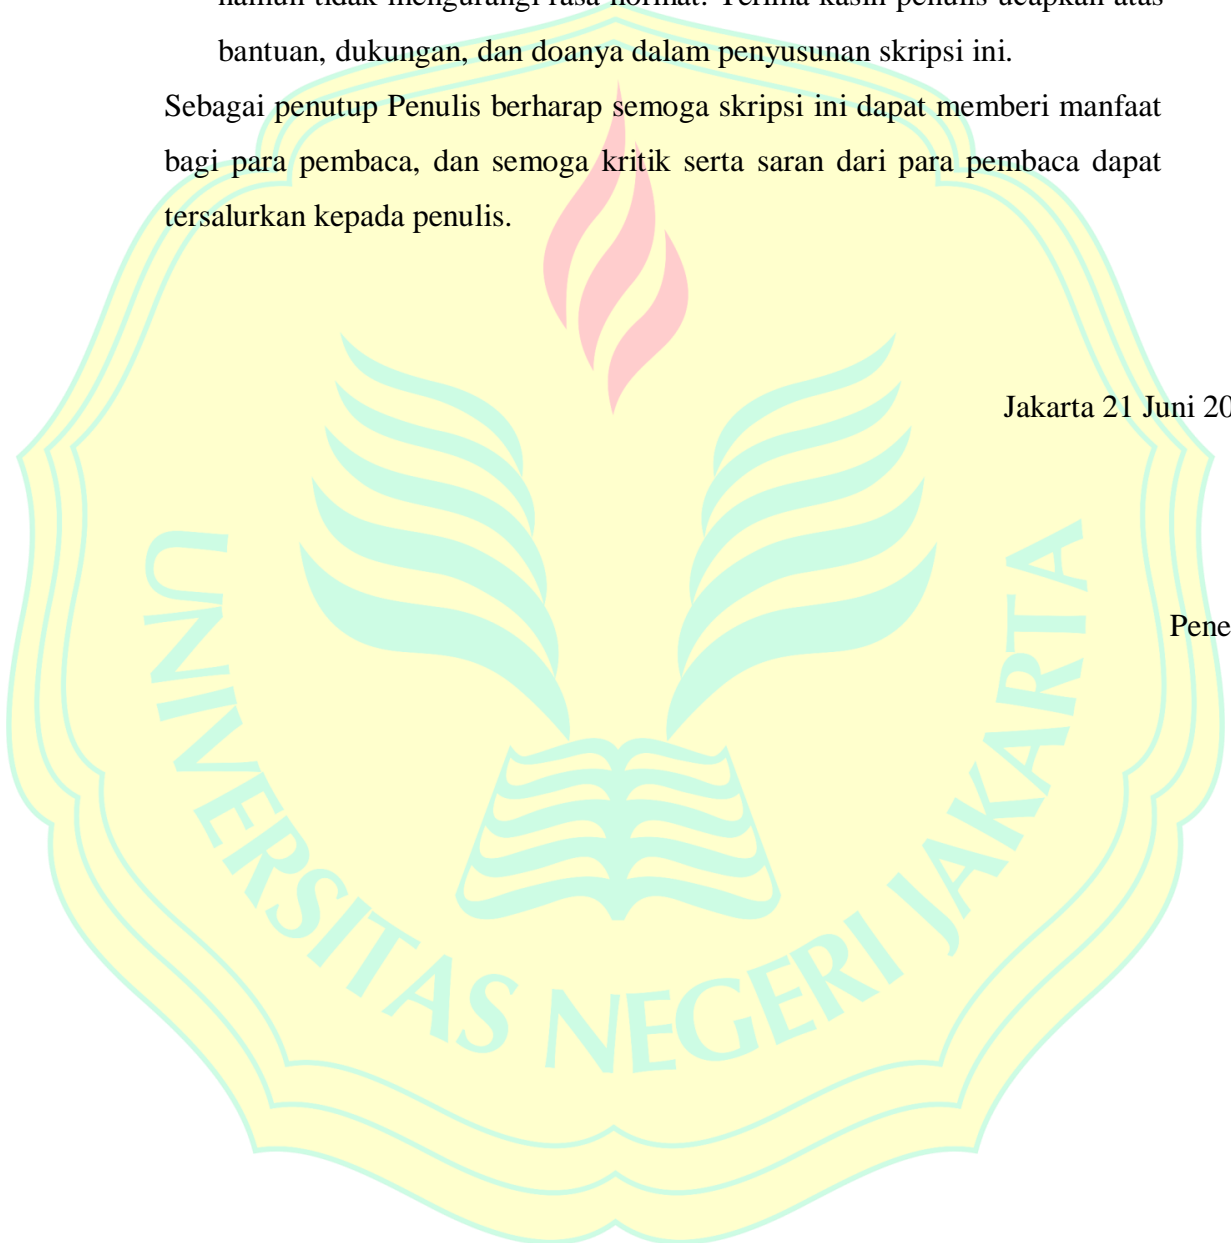 namun tidak mengurangi rasa hormat. Terima kasih penulis ucapkan atas
bantuan, dukungan, dan doanya dalam penyusunan skripsi ini.
Sebagai penutup Penulis berharap semoga skripsi ini dapat memberi manfaat
bagi para pembaca, dan semoga kritik serta saran dari para pembaca dapat
tersalurkan kepada penulis.
Jakarta 21 Juni 20
Pene
UNIVERSITAS NEGERI JAKARTA